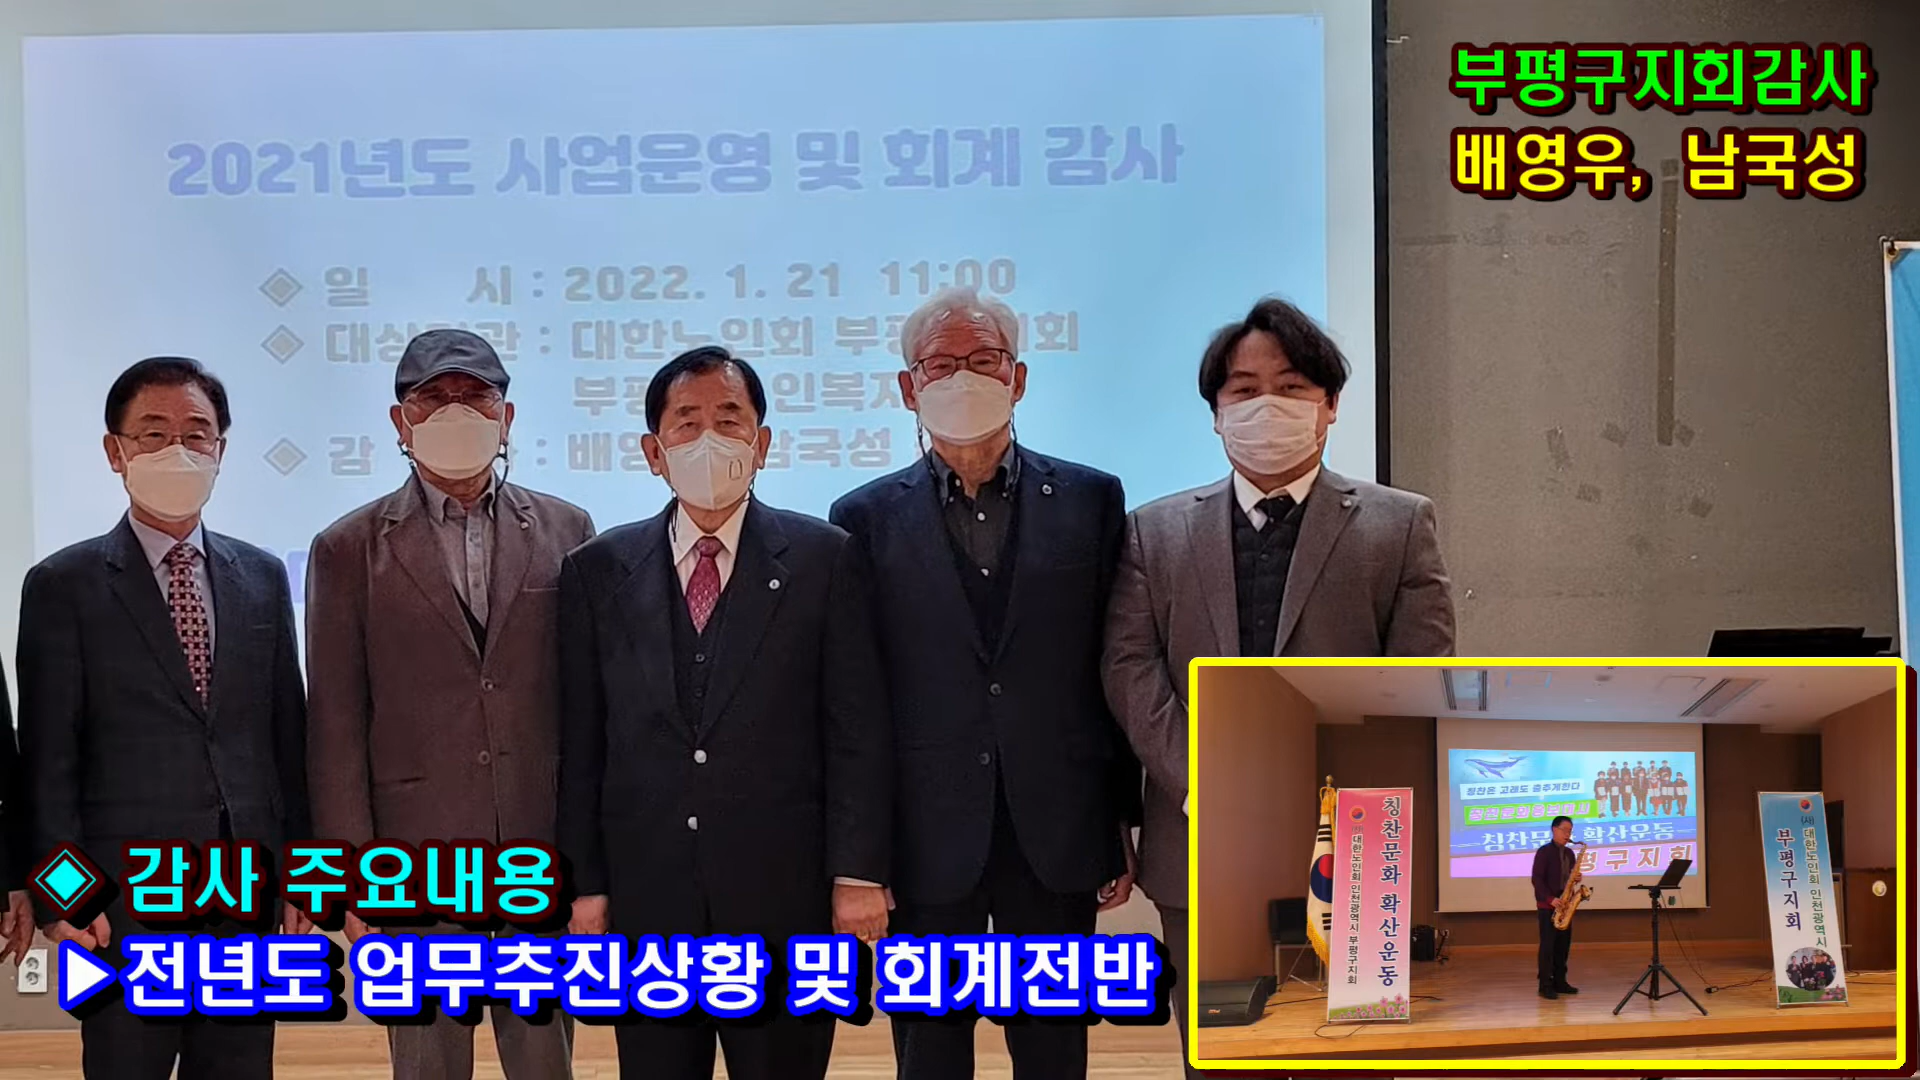 부평구지회감사
배영우, 남국성
2021년도 사업운영 및 회계 감사
◈ 일 시 : 2022. 1. 21 11:00
◈ 대상 관 : 대한노인회 부평 회
부평 인복지
◈ 감 : 배영 남국성
◈ 감사 주요내용
▶전년도 업무추진상황 및 회계전반
칭찬은 고래도 춤추게한다
칭찬문화 확산운동
평구지회
칭찬문화 확산운동
대한노인회 인천광역시 부평구지회
(사)대한노인회 인천광역시
부평구지회